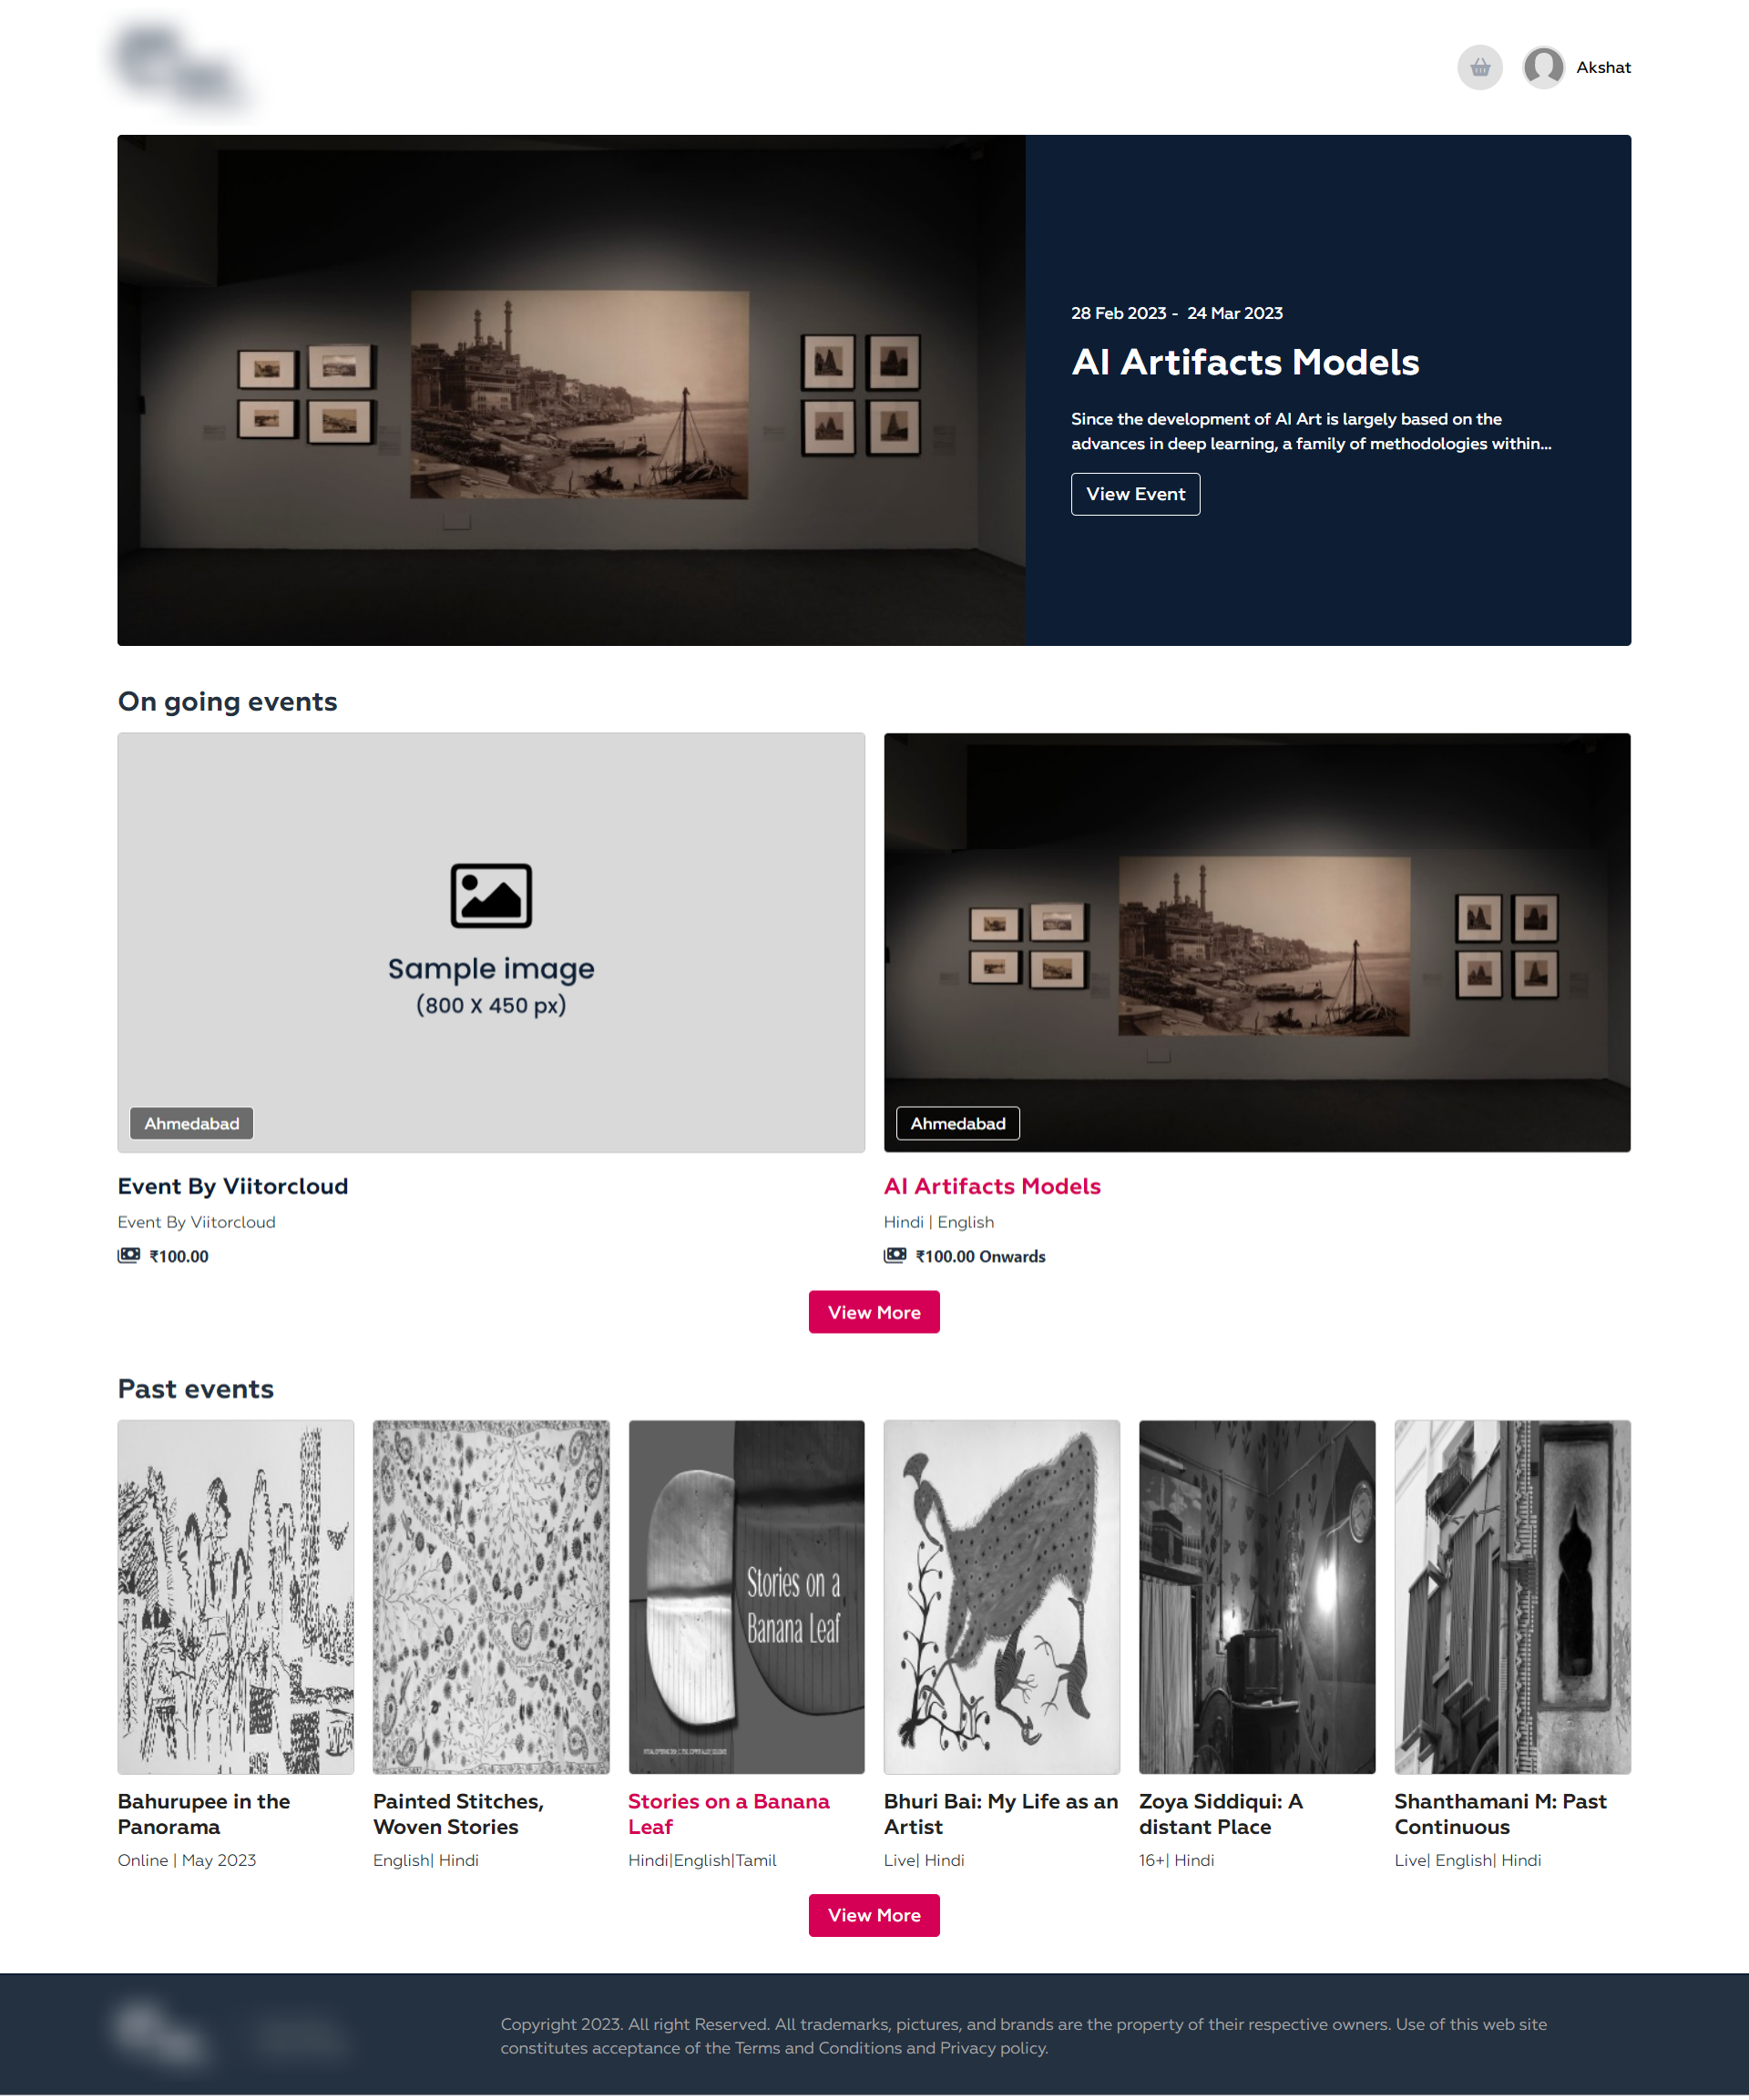 Akshat
28 Feb 2023 - 24 Mar 2023
AI Artifacts Models
Since the development of AI Art is largely based on the
advances in deep learning, a family of methodologies within...
View Event
On going events
Sample image
(800 X 450 px)
Ahmedabad
Ahmedabad
Event By Viitorcloud
Event By Viitorcloud
₹100.00
AI Artifacts Models
Hindi | English
₹100.00 Onwards
View More
Past events
Stories on a
Banana Leaf
Bahurupee in the
Panorama
Online | May 2023
Painted Stitches,
Woven Stories
English| Hindi
Stories on a Banana
Leaf
Hindi|English|Tamil
Bhuri Bai: My Life as an
Artist
Live| Hindi
Zoya Siddiqui: A
distant Place
16+| Hindi
Shanthamani M: Past
Continuous
Live| English| Hindi
View More
Copyright 2023. All right Reserved. All trademarks, pictures, and brands are the property of their respective owners. Use of this web site
constitutes acceptance of the Terms and Conditions and Privacy policy.